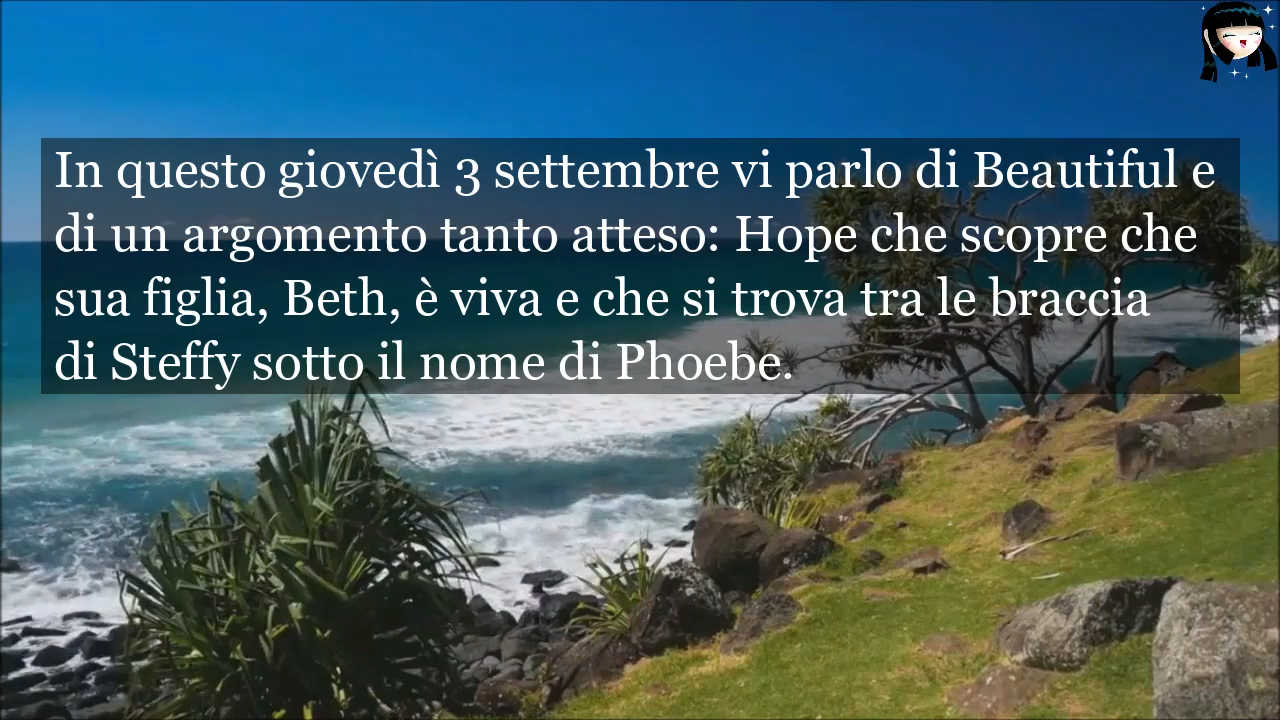 In questo giovedì 3 settembre vi parlo di Beautiful e
di un argomento tanto atteso: Hope che scopre che
sua figlia, Beth, è viva e che si trova tra le braccia
di Steffy sotto il nome di Phoebe.